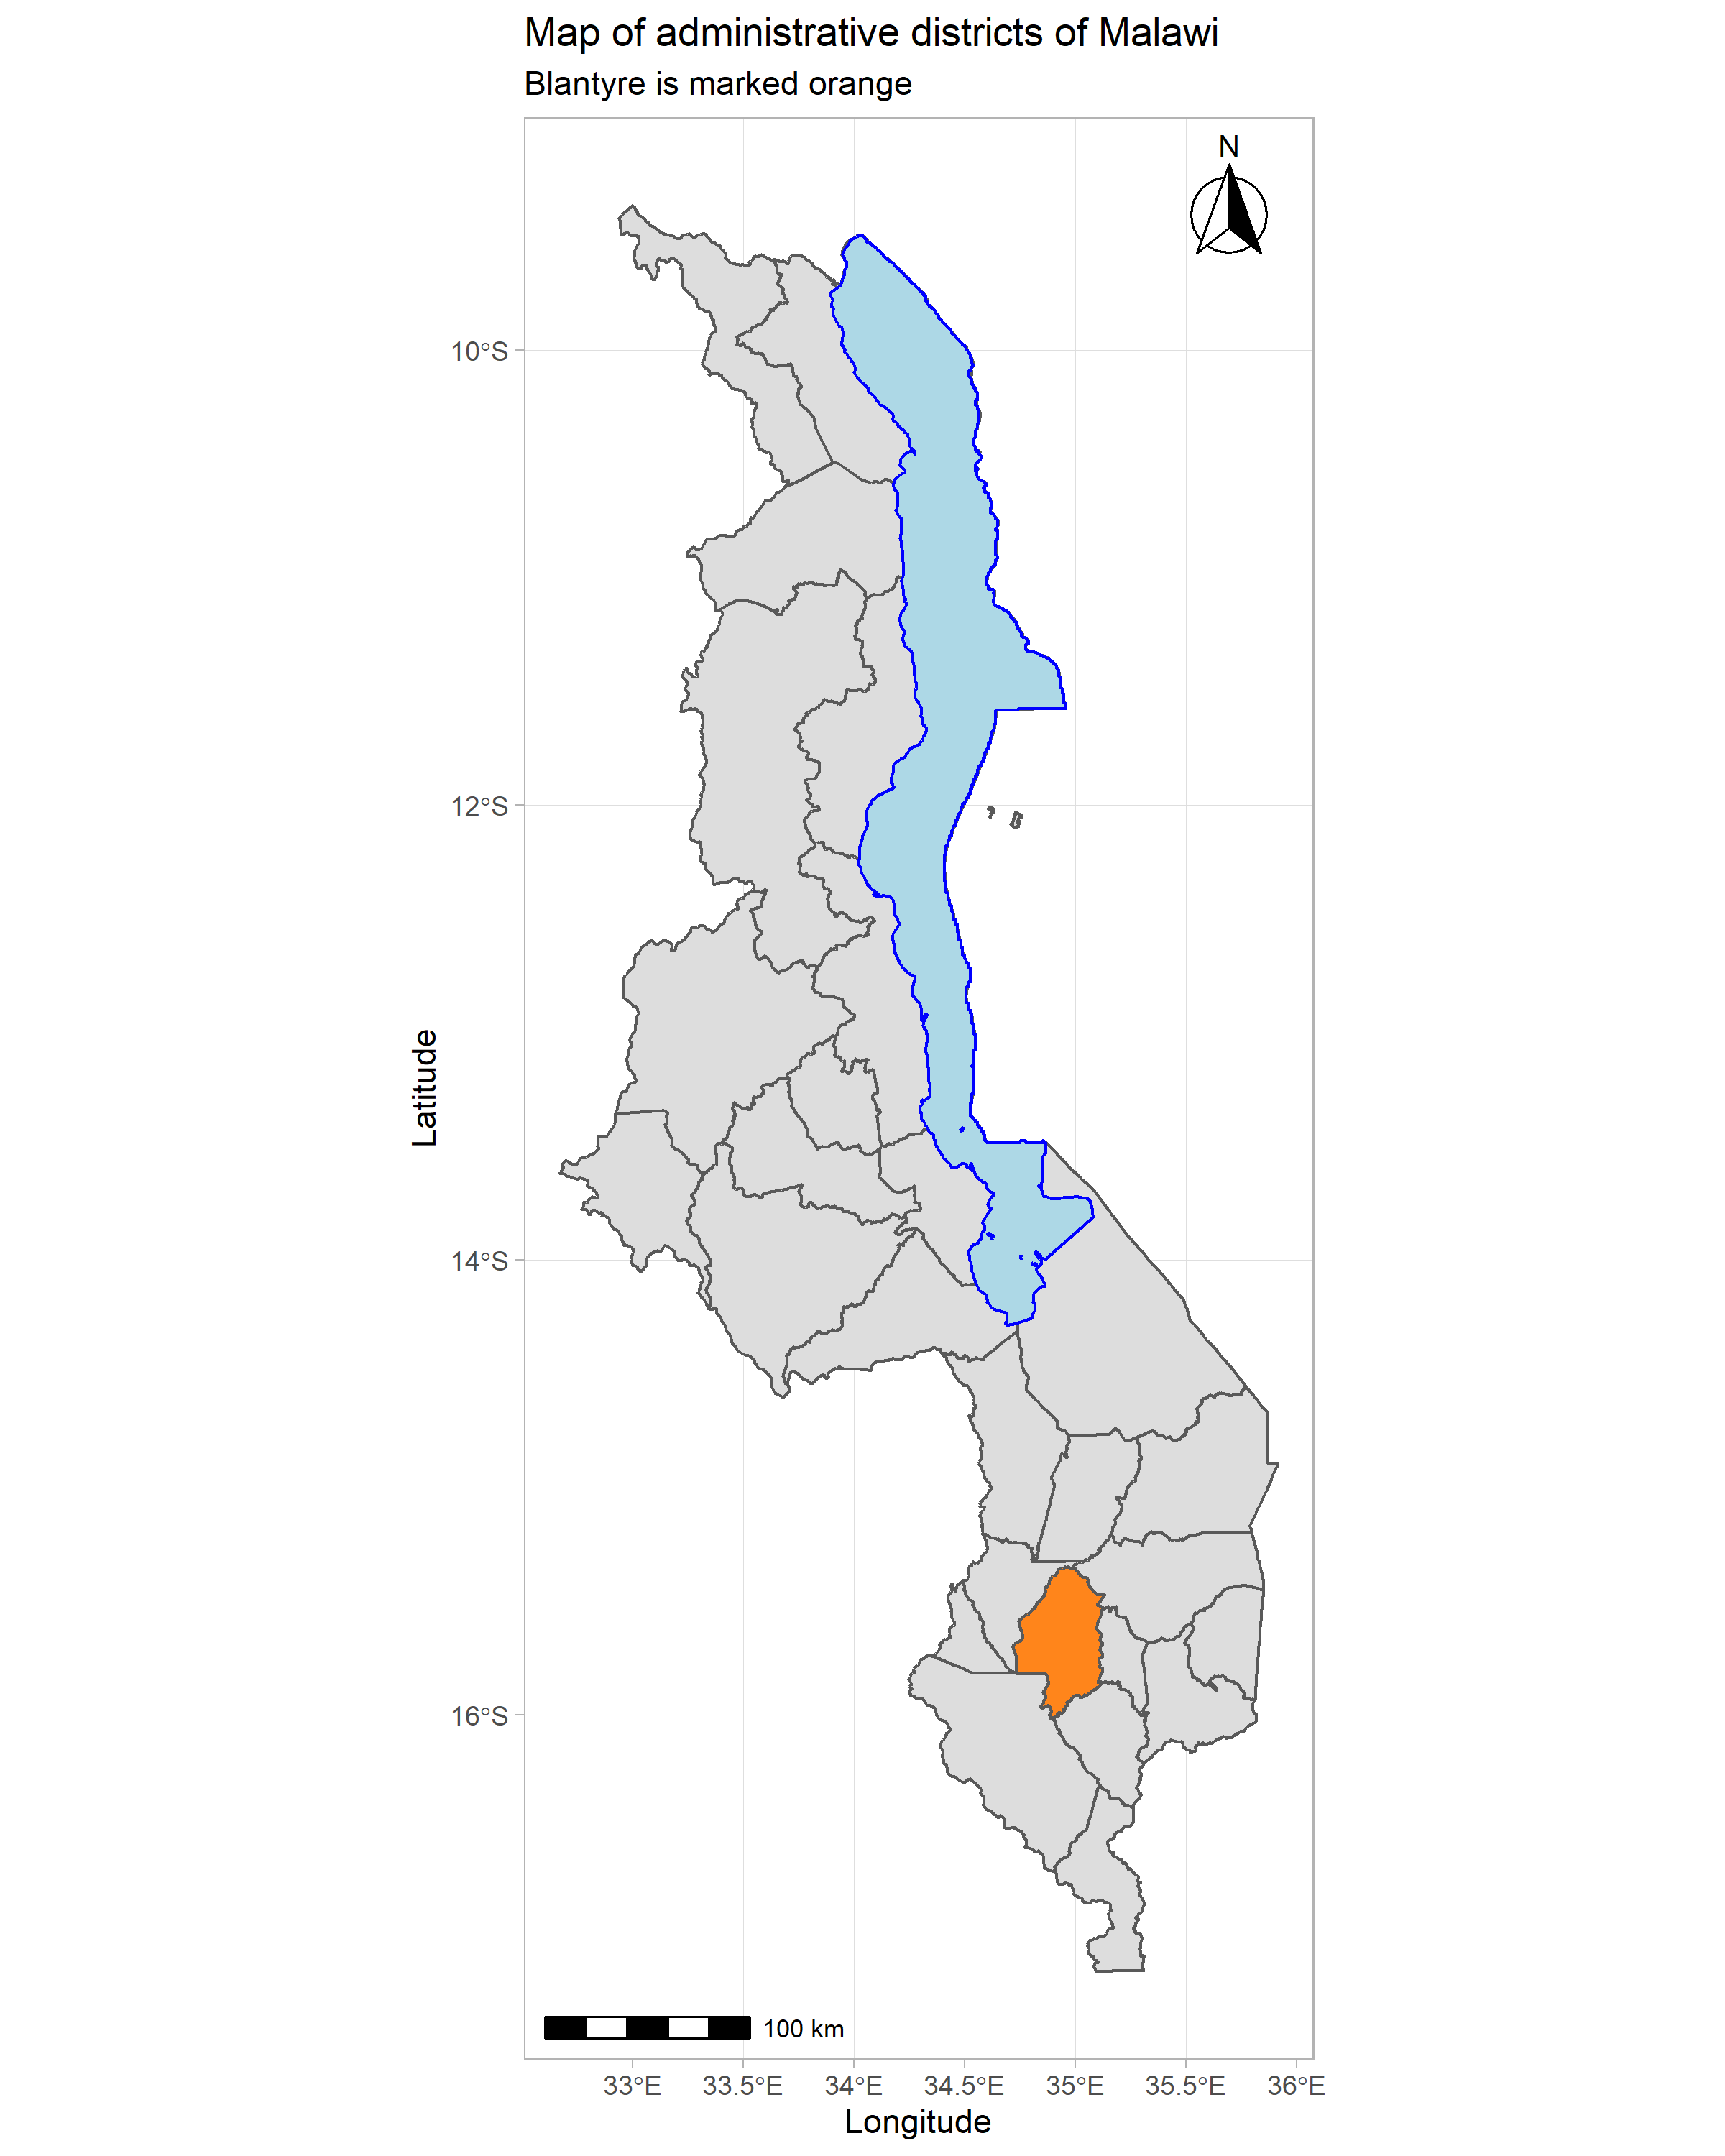 Map of administrative districts of Malawi
Blantyre is marked orange
N
10°S
12°S
14°S
16°S
Latitude
100 km
33°E 33.5°E 34°E 34.5°E 35°E 35.5°E 36°E
Longitude